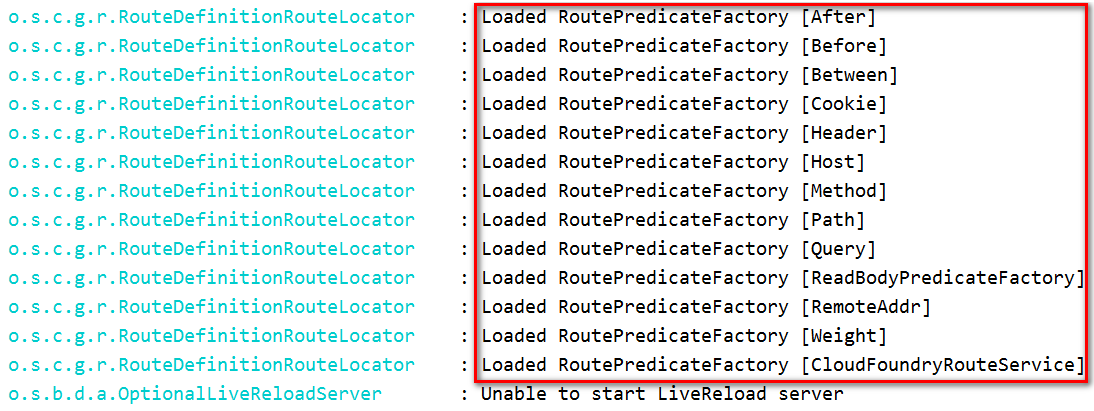 o.s.c.g.r.RouteDefinitionRouteLocator : Loaded RoutePredicateFactory [After]
o.s.c.g.r.RouteDefinitionRouteLocator : Loaded RoutePredicateFactory [Before]
o.s.c.g.r.RouteDefinitionRouteLocator : Loaded RoutePredicateFactory [Between]
o.s.c.g.r.RouteDefinitionRouteLocator : Loaded RoutePredicateFactory [Cookie]
o.s.c.g.r.RouteDefinitionRouteLocator : Loaded RoutePredicateFactory [Header]
o.s.c.g.r.RouteDefinitionRouteLocator : Loaded RoutePredicateFactory [Host]
o.s.c.g.r.RouteDefinitionRouteLocator : Loaded RoutePredicateFactory [Method]
o.s.c.g.r.RouteDefinitionRouteLocator : Loaded RoutePredicateFactory [Path]
o.s.c.g.r.RouteDefinitionRouteLocator : Loaded RoutePredicateFactory [Query]
o.s.c.g.r.RouteDefinitionRouteLocator : Loaded RoutePredicateFactory [ReadBodyPredicateFactory]
o.s.c.g.r.RouteDefinitionRouteLocator : Loaded RoutePredicateFactory [RemoteAddr]
o.s.c.g.r.RouteDefinitionRouteLocator : Loaded RoutePredicateFactory [Weight]
o.s.c.g.r.RouteDefinitionRouteLocator : Loaded RoutePredicateFactory [CloudFoundryRouteService]
o.s.b.d.a.OptionalLiveReloadServer : Unable to start LiveReload server